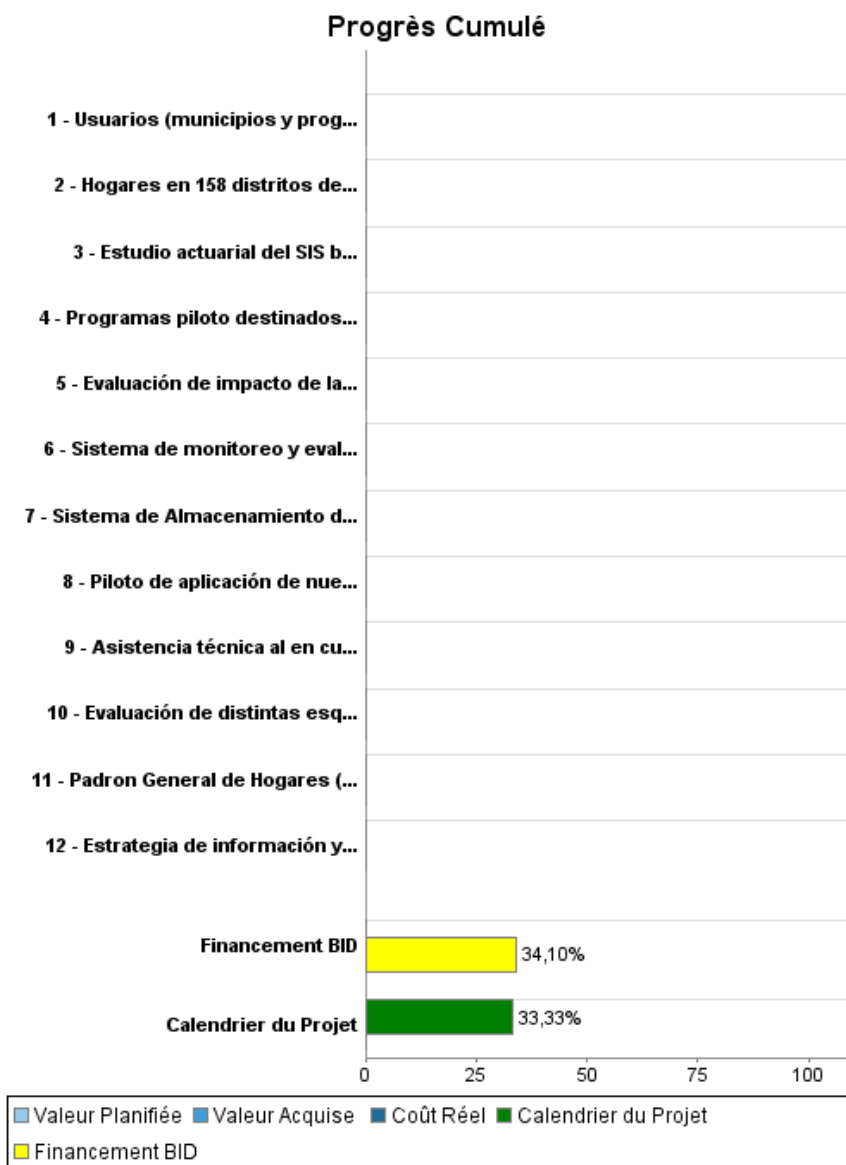 Progrès Cumulé
1 - Usuarios (municipios y prog...
2 - Hogares en 158 distritos de...
3 - Estudio actuarial del SIS b...
4 - Programas piloto destinados...
5 - Evaluación de impacto de la...
6 - Sistema de monitoreo y eval...
7 - Sistema de Almacenamiento d...
8 - Piloto de aplicación de nue...
9 - Asistencia técnica al en cu...
10 - Evaluación de distintas esq...
11 - Padron General de Hogares (...
12 - Estrategia de información y...
Financement BID
34,10%
Calendrier du Projet
33,33%
0 25 50 75 100
Valeur Planifiée Valeur Acquise Coût Réel Calendrier du Projet
Financement BID